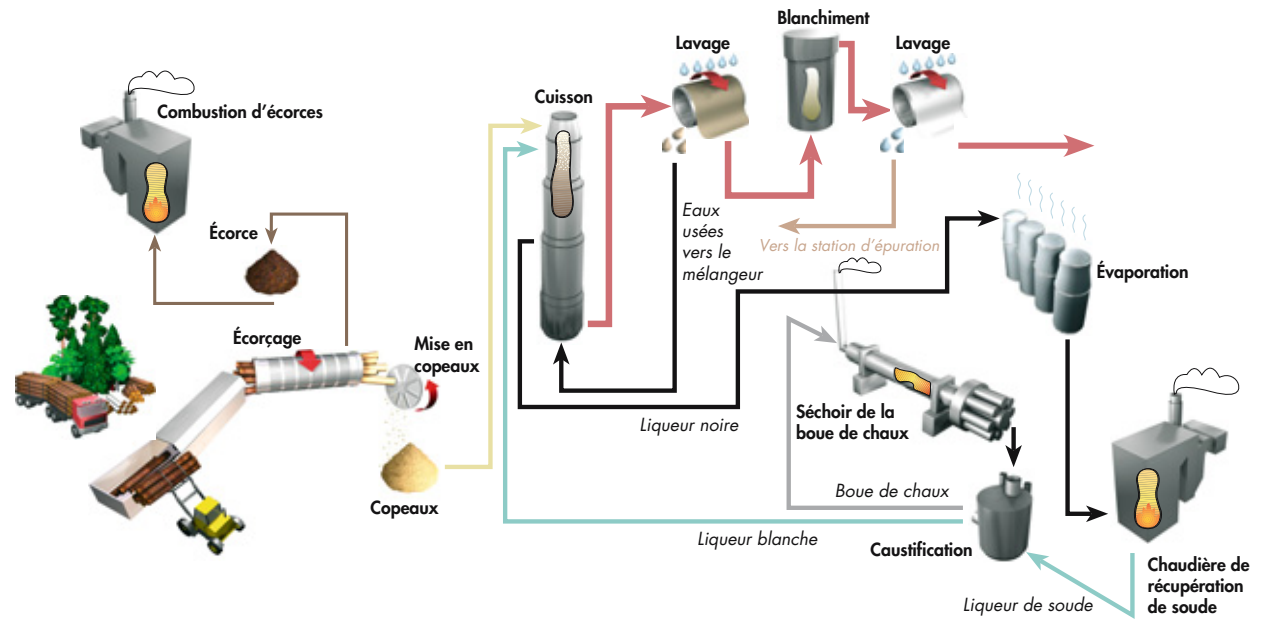 Blanchiment
Lavage
Lavage
Cuisson
Combustion d'écorces
Écorce
Eaux
usées
vers le
mélangeur
Vers la station d'épuration
Évaporation
Écorçage
Mise en
copeaux
Séchoir de la
boue de chaux
Liqueur noire
Copeaux
Boue de chaux
Liqueur blanche
Caustification
Chaudière de
récupération
de soude
Liqueur de soude